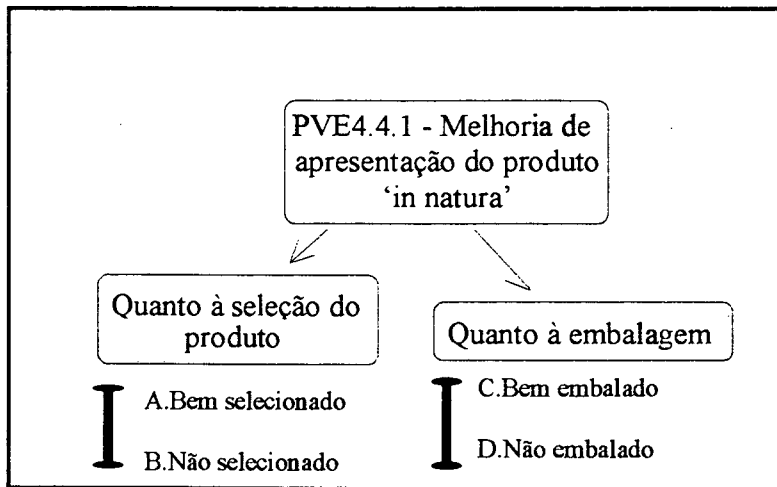 PVE4.4.1 - Melhoria de
apresentação do produto
‘in natura’
Quanto à seleção do
produto
Quanto à embalagem
A.Bem selecionado
B.Não selecionado
C.Bem embalado
D.Não embalado